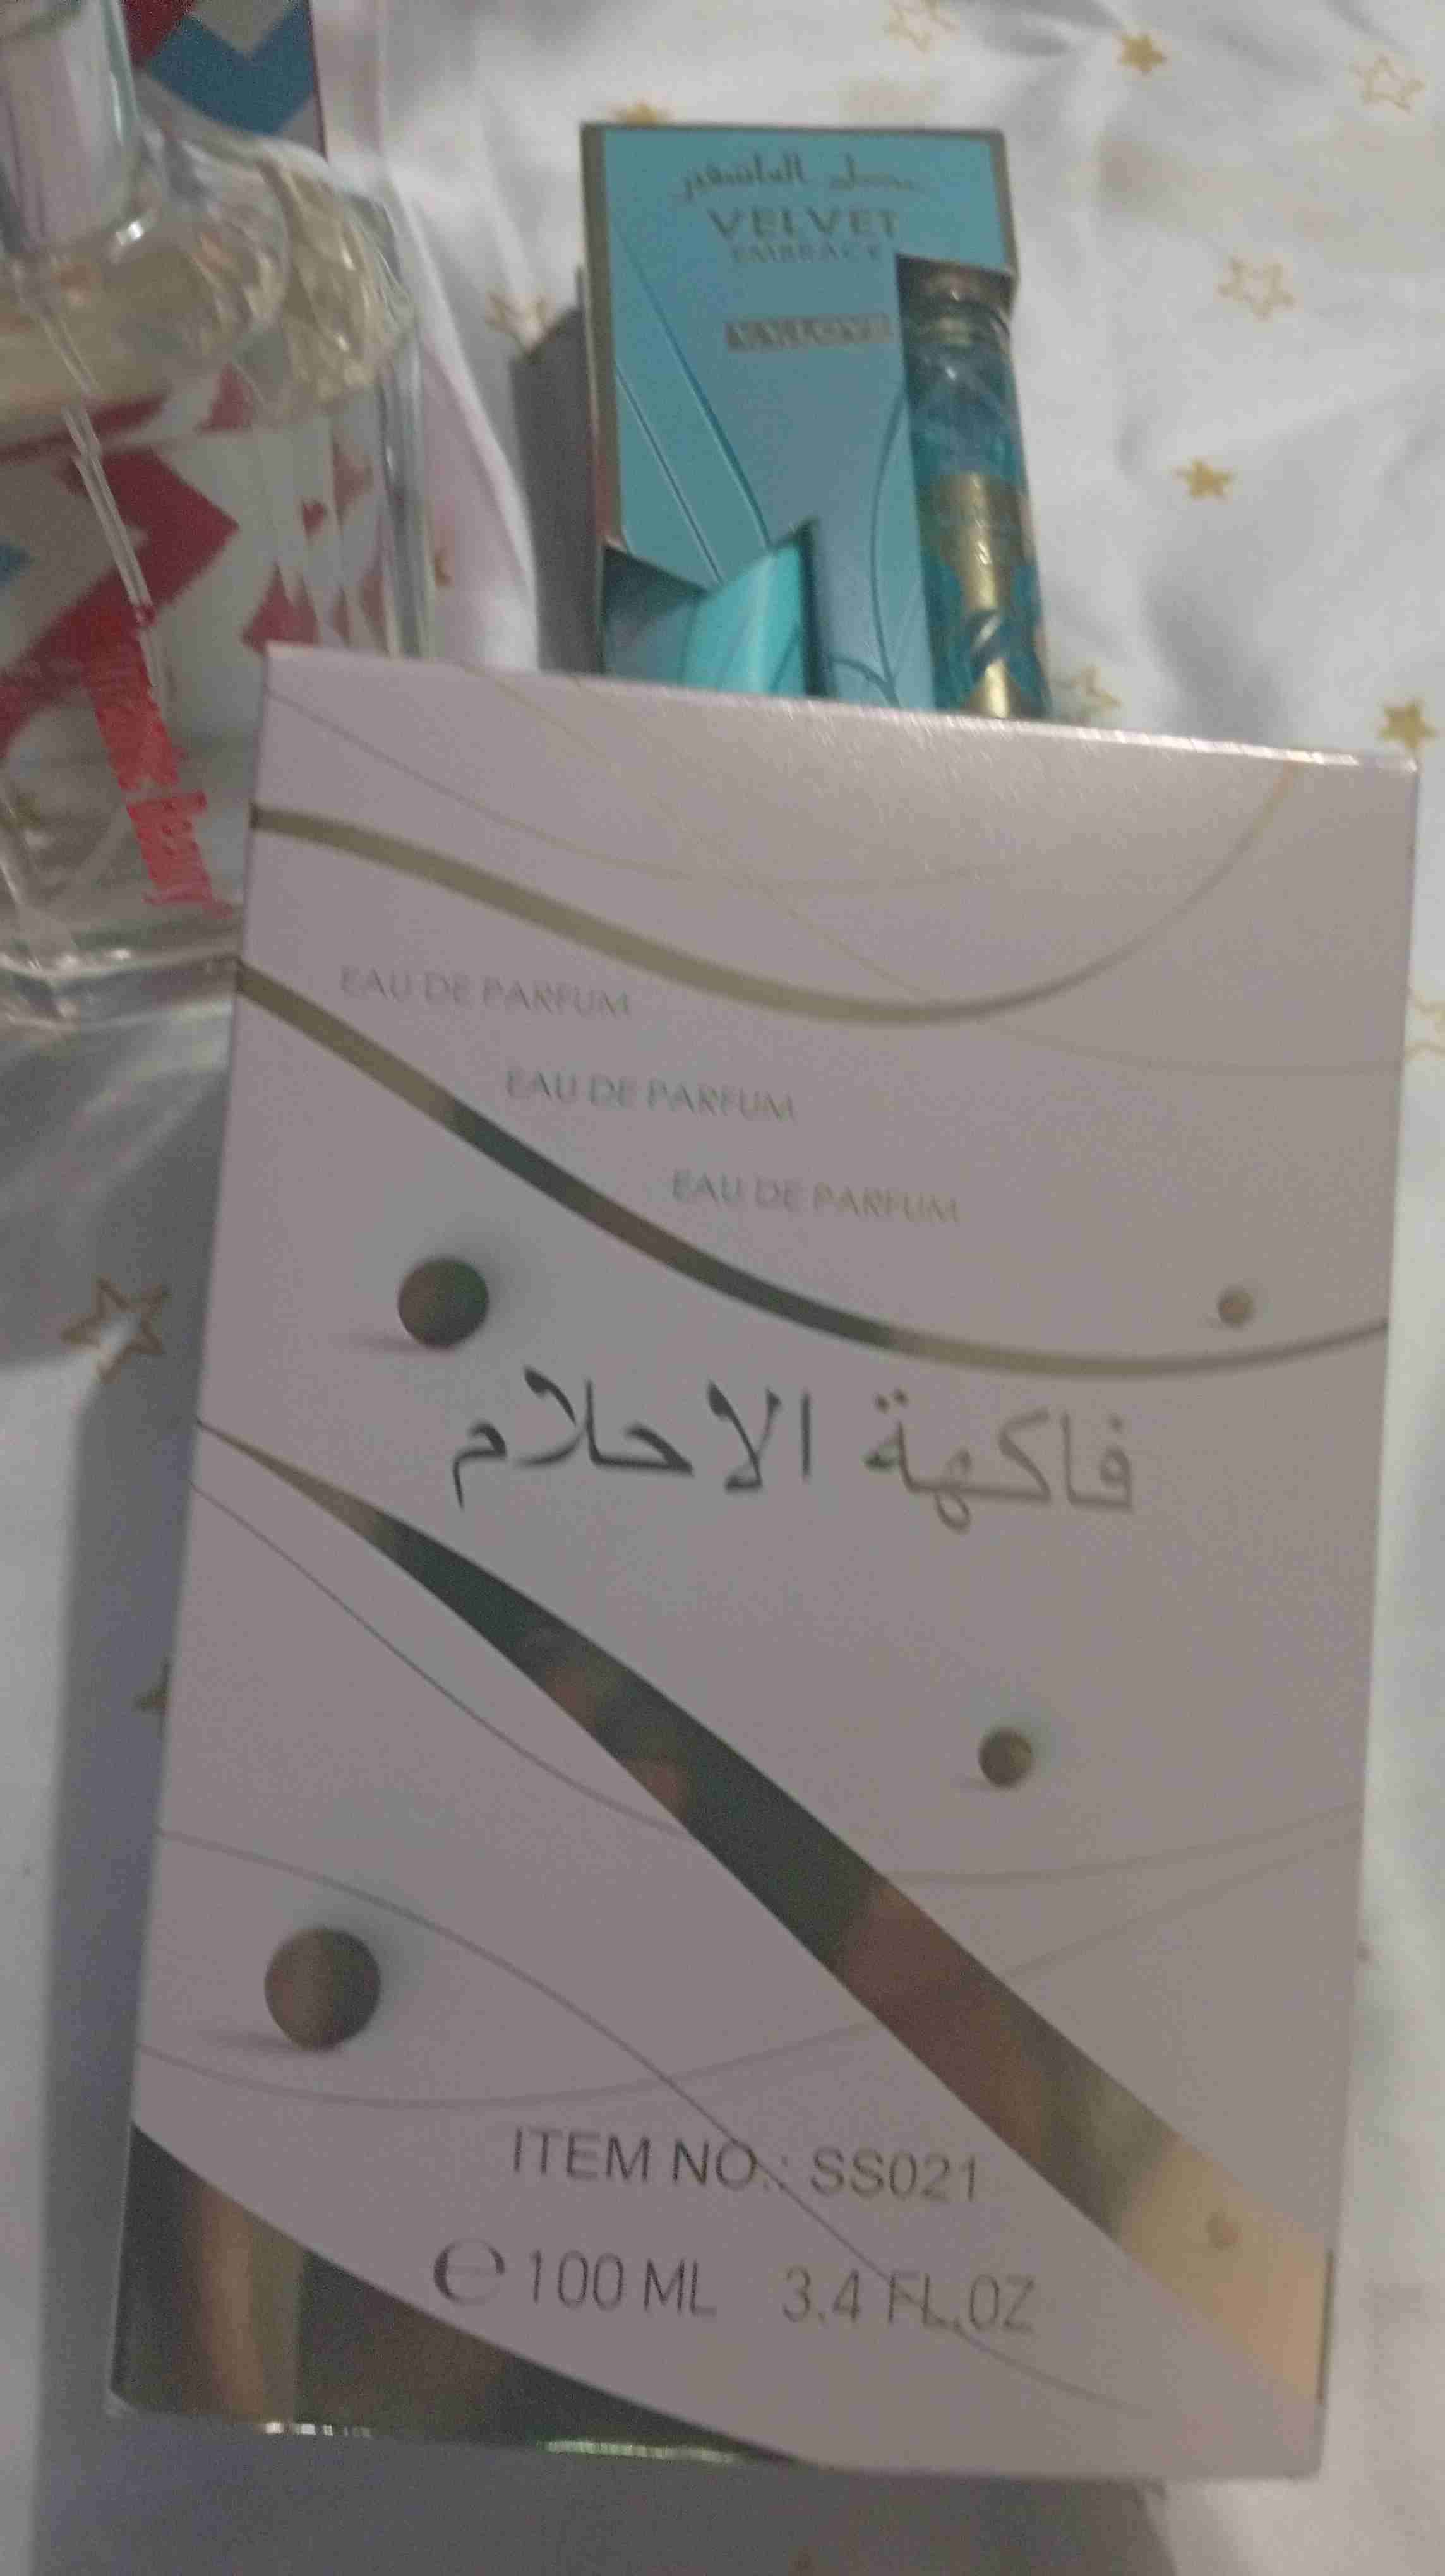 VELVET
EMBRACE
EAU DE PARFUM
EAU DE PARFUM
EAU DE PARFUM
فاكهة الاحلام
ITEM NO.: SS021
℮ 100 ML 3.4 FL.OZ